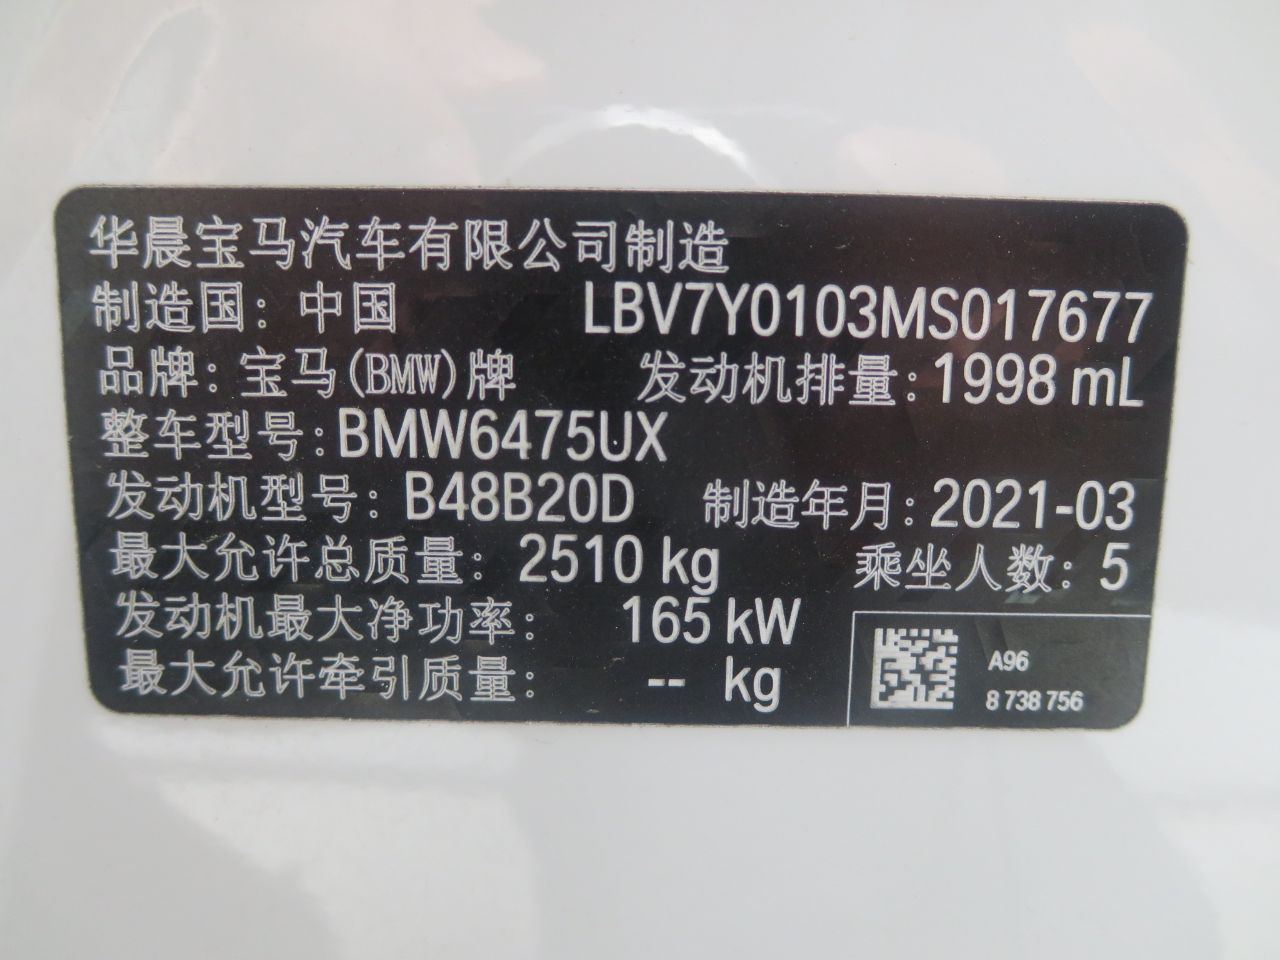 华晨宝马汽车有限公司制造
制造国：中国 LBV7Y0103MS017677
品牌：宝马(BMW)牌 发动机排量：1998 mL
整车型号：BMW6475UX
发动机型号：B48B20D 制造年月：2021-03
最大允许总质量：2510 kg 乘坐人数：5
发动机最大净功率：165 kW
最大允许牵引质量：-- kg
A96
8 738 756